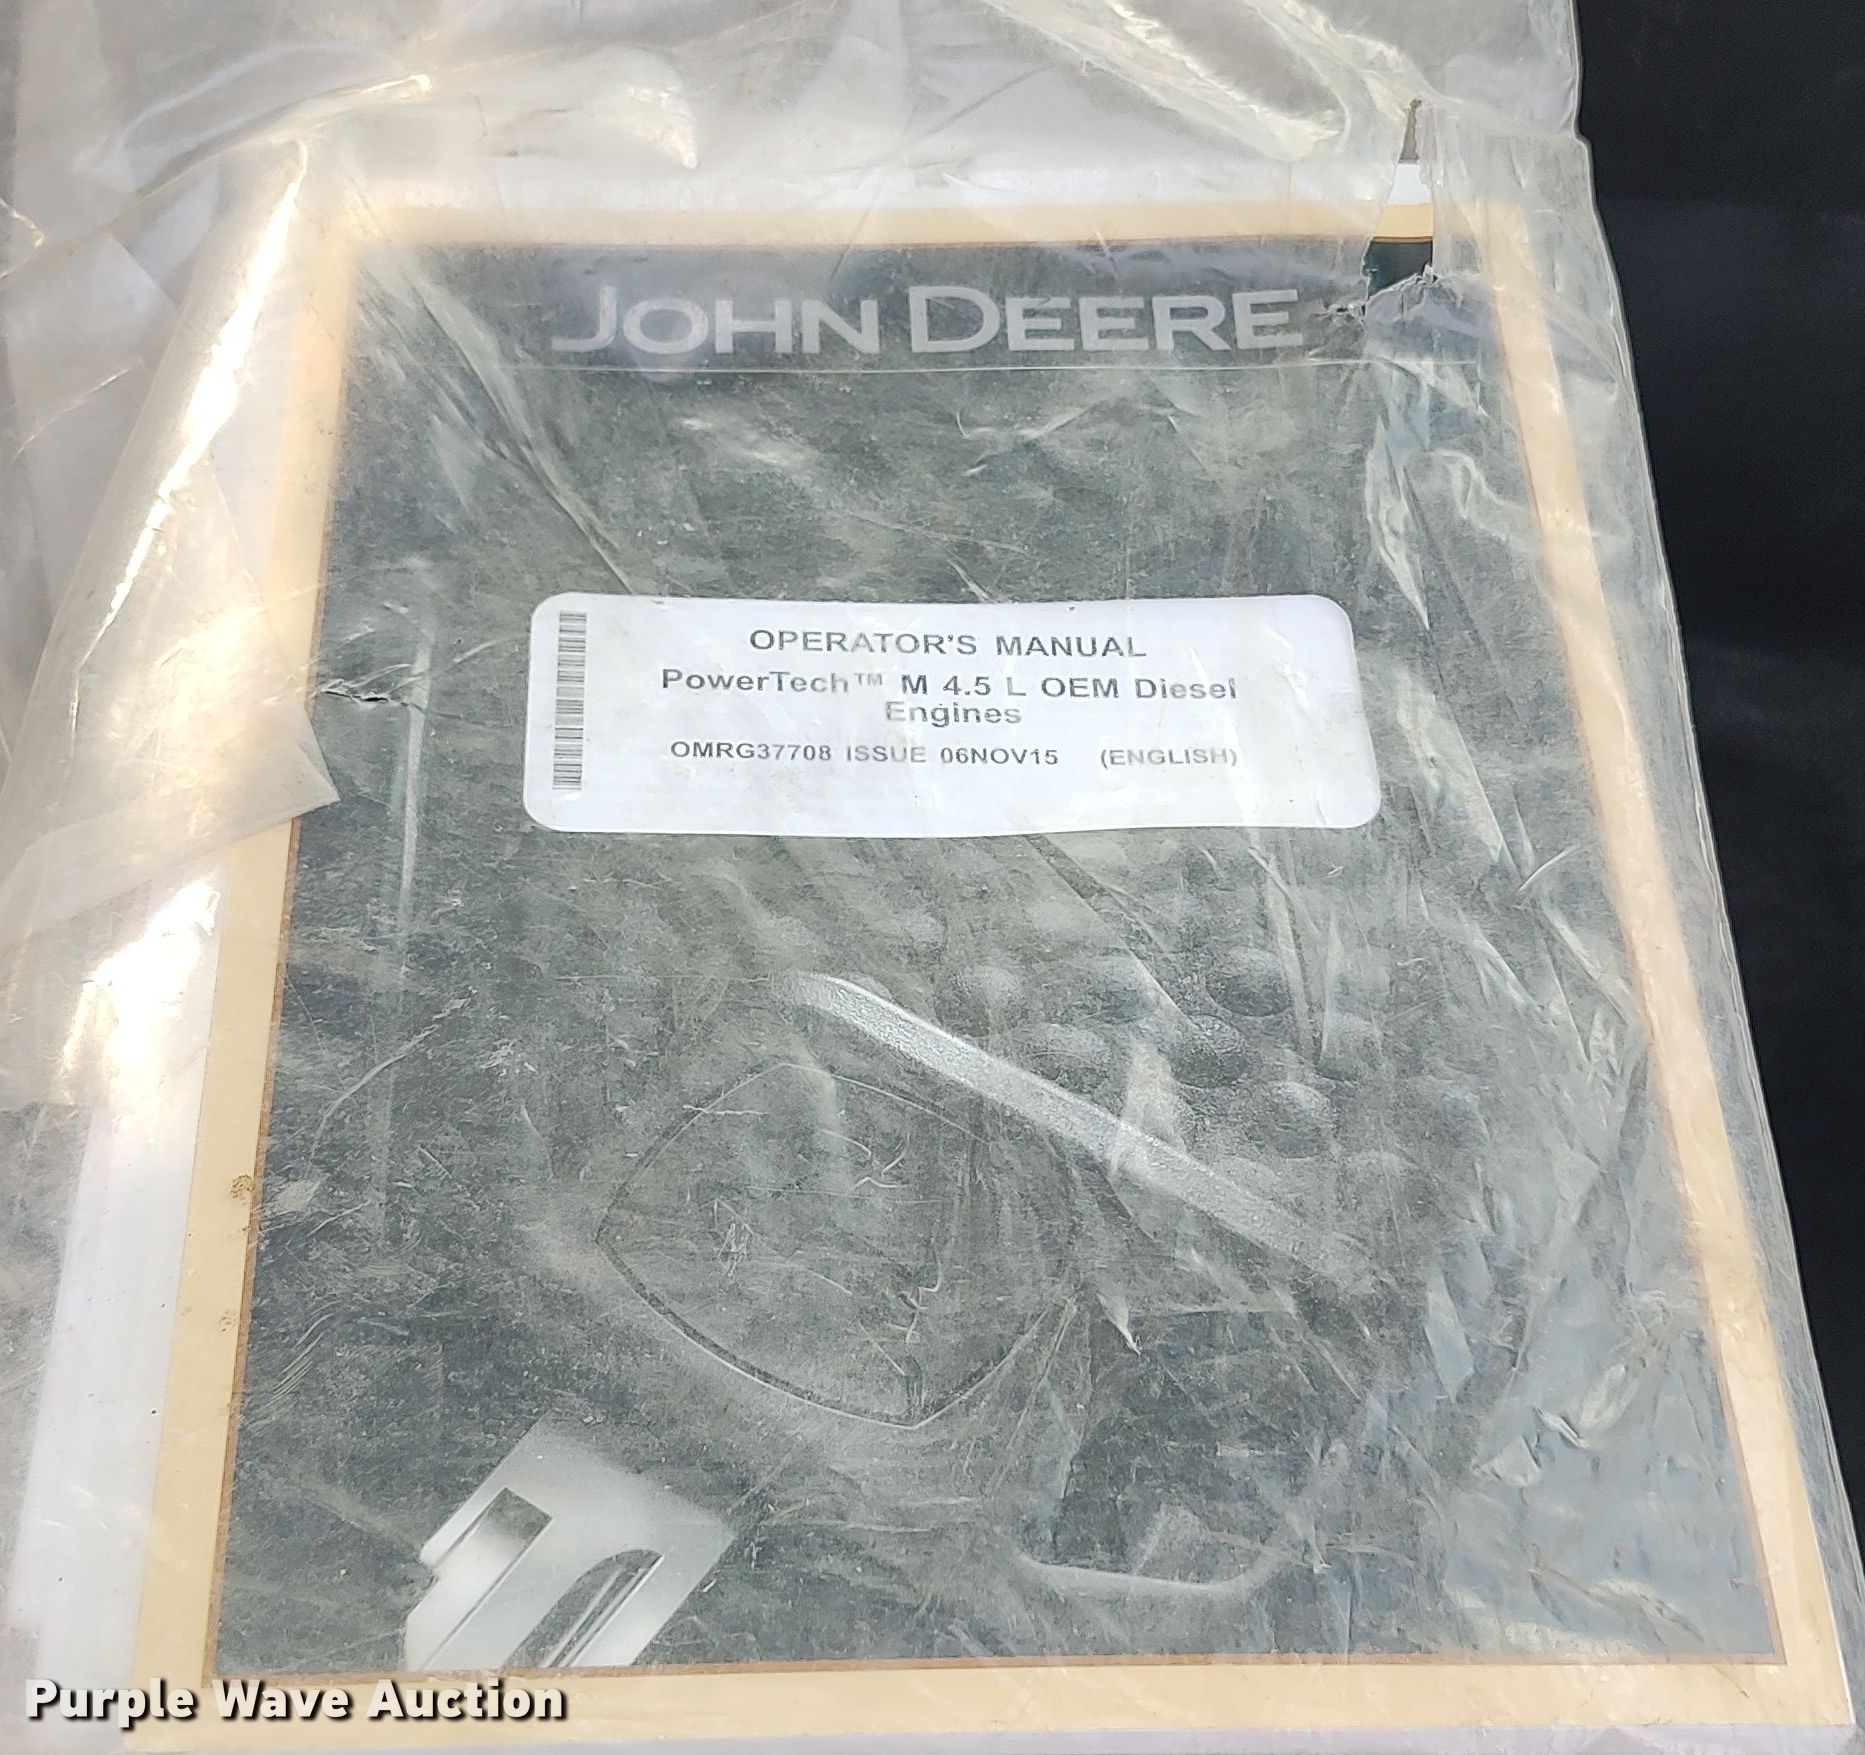 JOHN DEERE
OPERATOR'S MANUAL
PowerTech™ M 4.5 L OEM Diesel
Engines
OMRG37708 ISSUE 06NOV15 (ENGLISH)
Purple Wave Auction